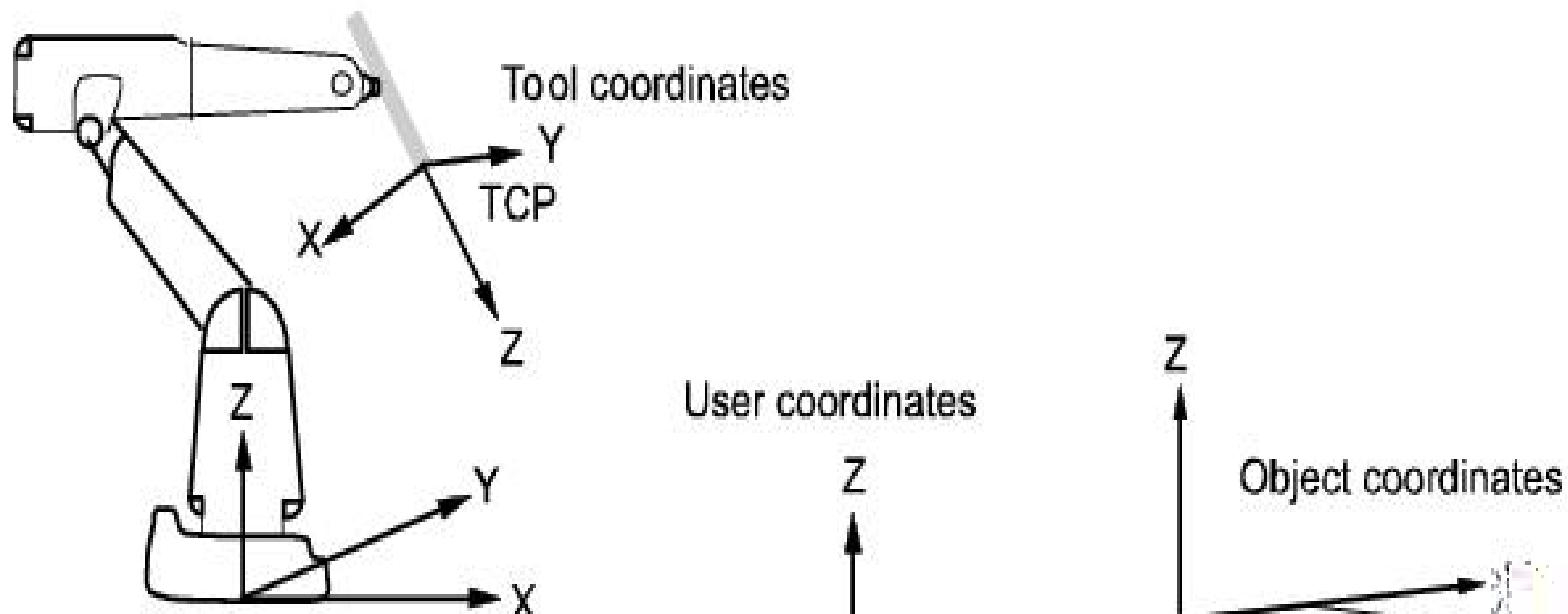 Tool coordinates
Y
TCP
X
Z
Z
User coordinates
Z
Z
Object coordinates
Y
X